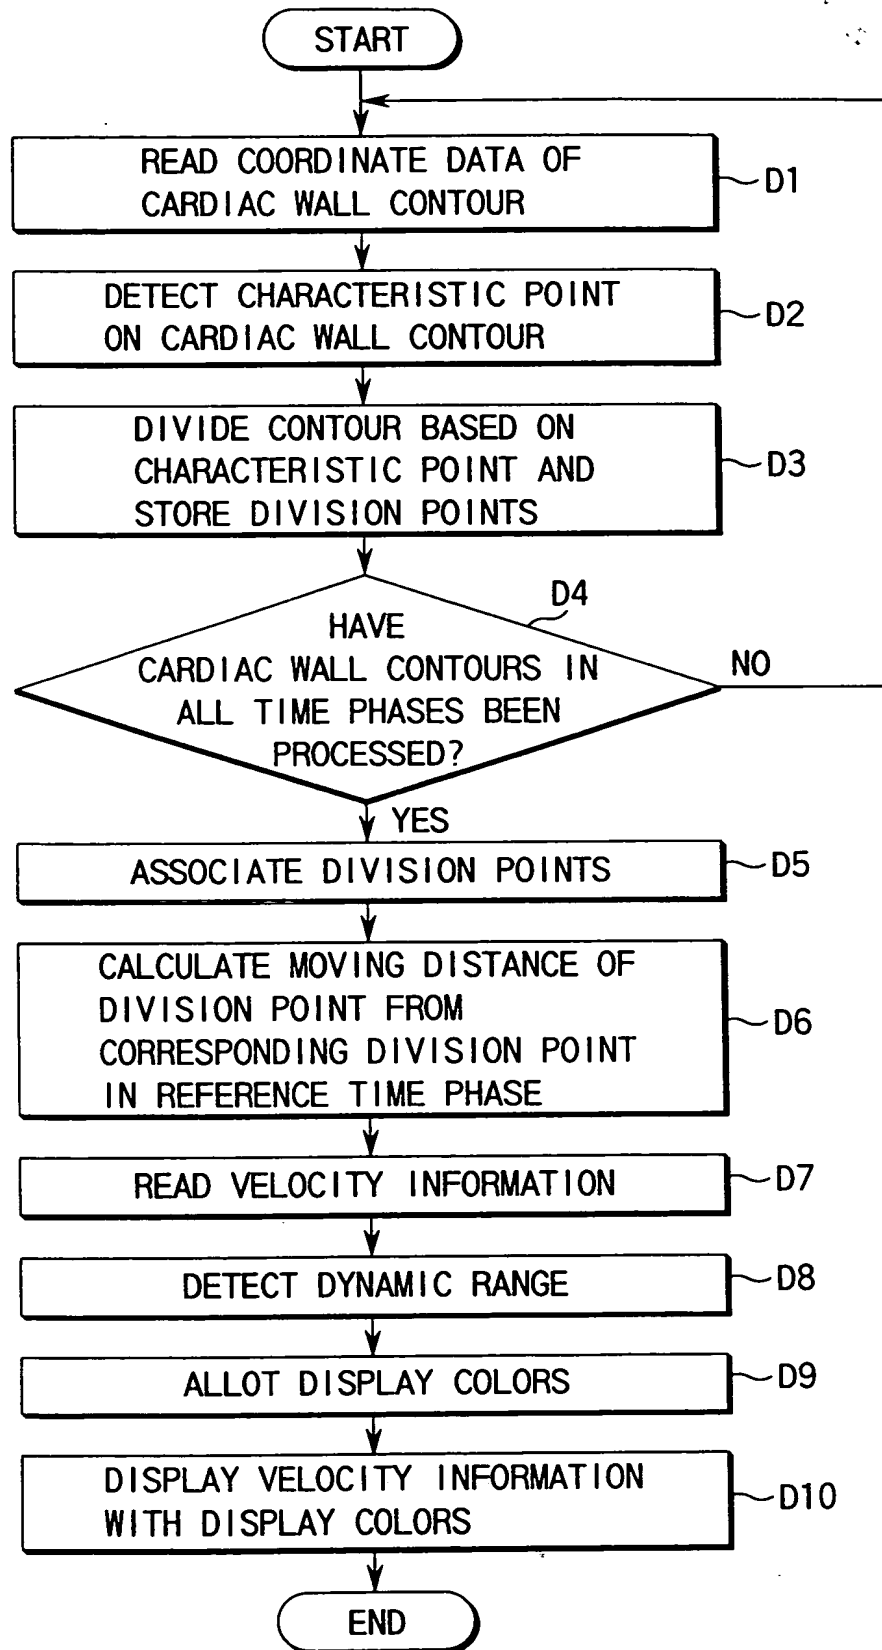 START
READ COORDINATE DATA OF
CARDIAC WALL CONTOUR
D1
DETECT CHARACTERISTIC POINT
ON CARDIAC WALL CONTOUR
D2
DIVIDE CONTOUR BASED ON
CHARACTERISTIC POINT AND
STORE DIVISION POINTS
D3
D4
HAVE
CARDIAC WALL CONTOURS IN
ALL TIME PHASES BEEN
PROCESSED?
NO
YES
ASSOCIATE DIVISION POINTS
D5
CALCULATE MOVING DISTANCE OF
DIVISION POINT FROM
CORRESPONDING DIVISION POINT
IN REFERENCE TIME PHASE
D6
READ VELOCITY INFORMATION
D7
DETECT DYNAMIC RANGE
D8
ALLOT DISPLAY COLORS
D9
DISPLAY VELOCITY INFORMATION
WITH DISPLAY COLORS
D10
END